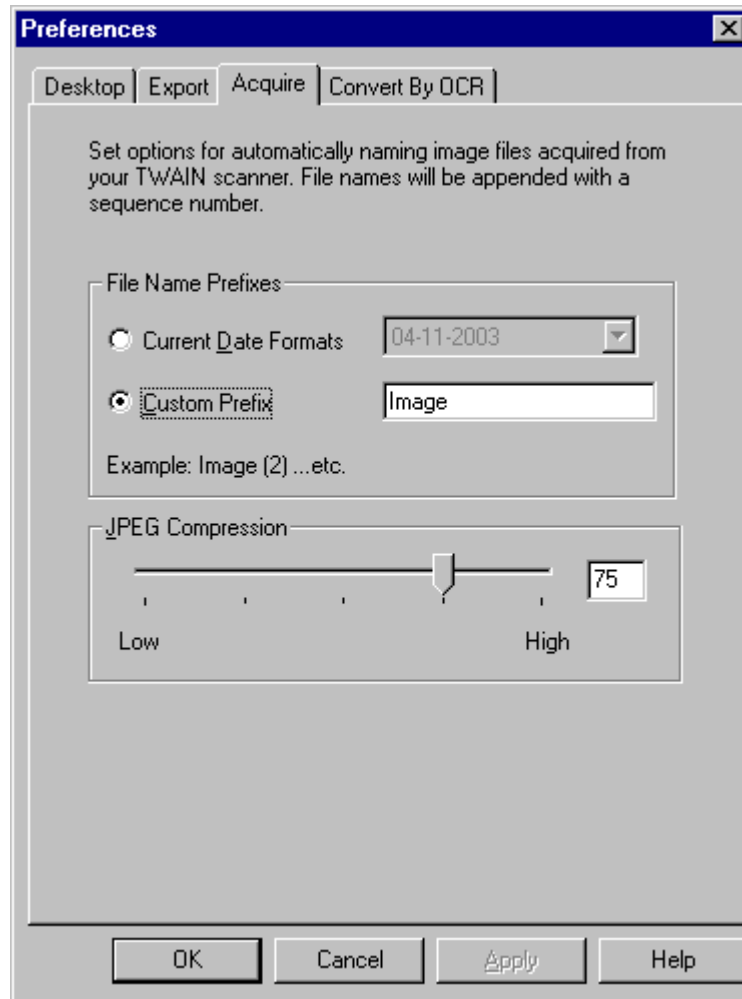 Preferences
Desktop Export Acquire Convert By OCR
Set options for automatically naming image files acquired from
your TWAIN scanner. File names will be appended with a
sequence number.
File Name Prefixes
Current Date Formats 04-11-2003
Custom Prefix Image
Example: Image (2) ...etc.
JPEG Compression
75
Low High
OK Cancel Apply Help